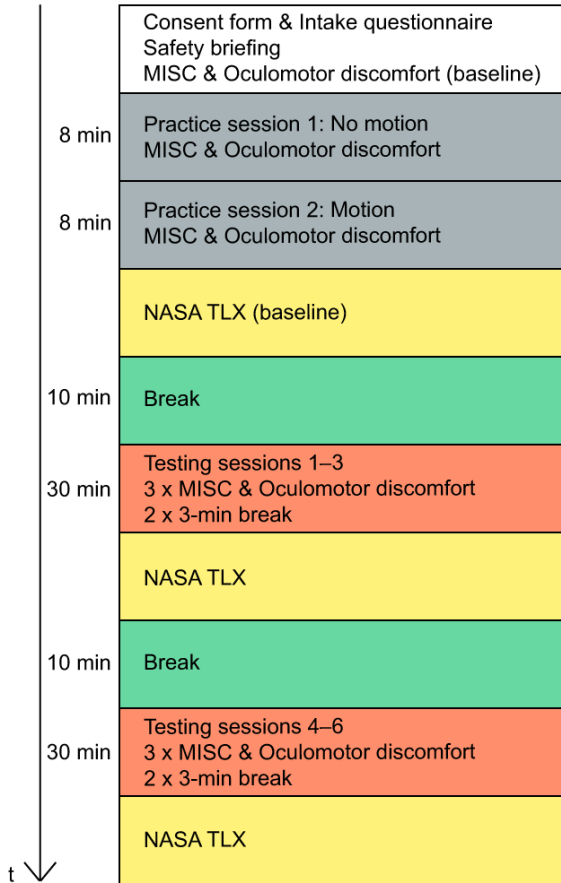 Consent form & Intake questionnaire
Safety briefing
MISC & Oculomotor discomfort (baseline)
8 min
Practice session 1: No motion
MISC & Oculomotor discomfort
8 min
Practice session 2: Motion
MISC & Oculomotor discomfort
NASA TLX (baseline)
10 min
Break
Testing sessions 1–3
30 min
3 x MISC & Oculomotor discomfort
2 x 3-min break
NASA TLX
10 min
Break
Testing sessions 4–6
30 min
3 x MISC & Oculomotor discomfort
2 x 3-min break
NASA TLX
t